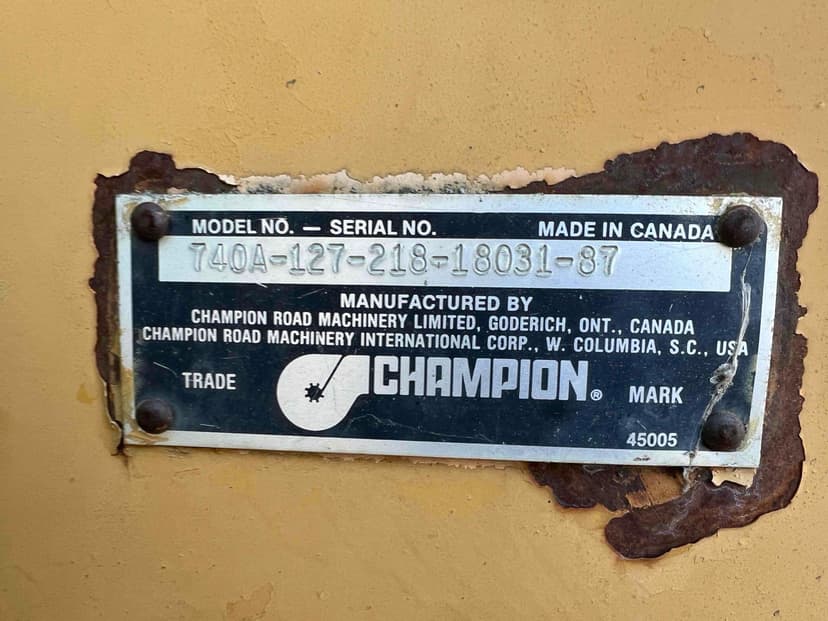 MODEL NO. — SERIAL NO. MADE IN CANADA
740A-127-218-18031-87
MANUFACTURED BY
CHAMPION ROAD MACHINERY LIMITED, GODERICH, ONT., CANADA
CHAMPION ROAD MACHINERY INTERNATIONAL CORP., W. COLUMBIA, S.C., USA
TRADE CHAMPION® MARK
45005